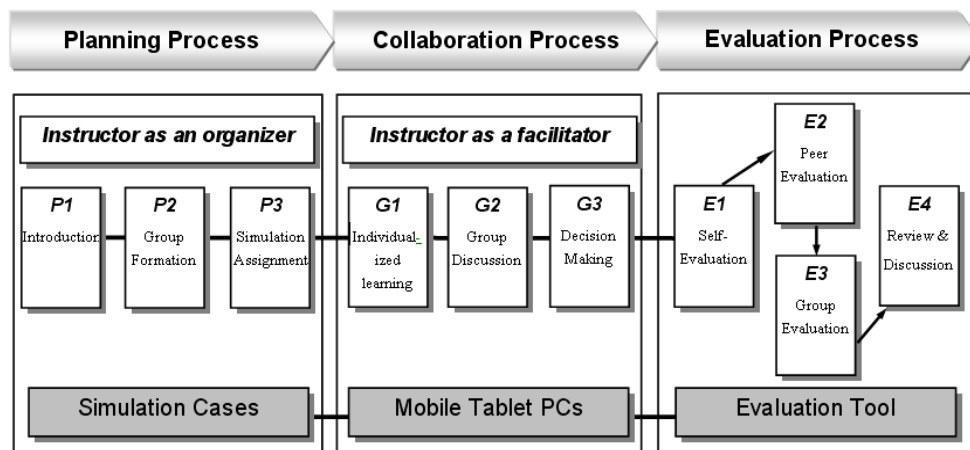 Planning Process
Collaboration Process
Evaluation Process
Instructor as an organizer
Instructor as a facilitator
P1
Introduction
P2
Group
Formation
P3
Simulation
Assignment
G1
Individual-
ized
learning
G2
Group
Discussion
G3
Decision
Making
E1
Self-
Evaluation
E2
Peer
Evaluation
E3
Group
Evaluation
E4
Review &
Discussion
Simulation Cases
Mobile Tablet PCs
Evaluation Tool